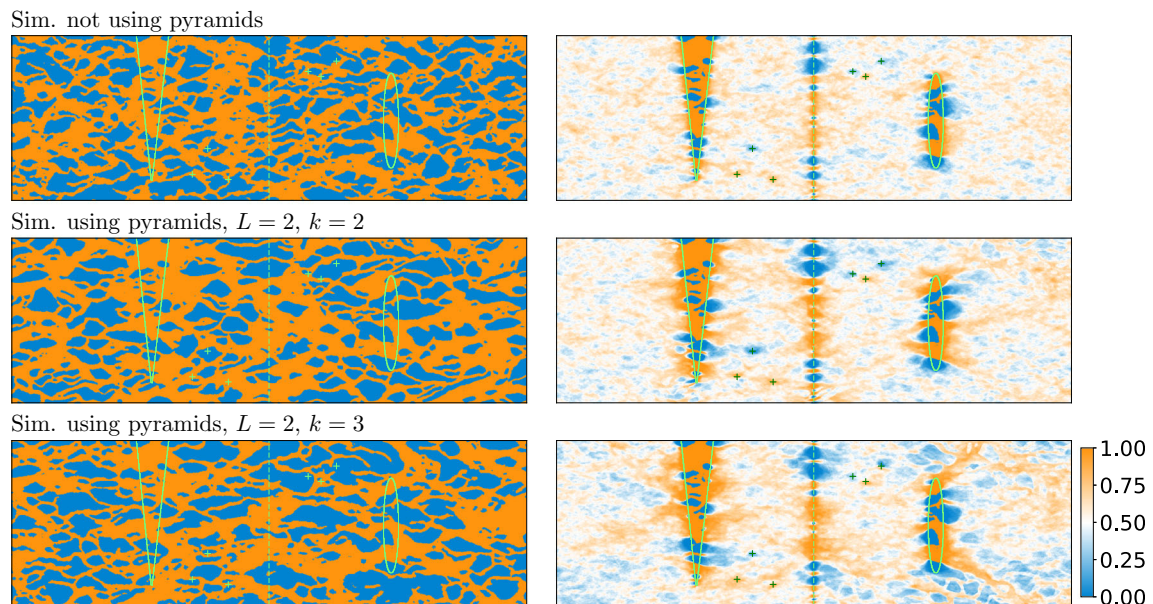 Sim. not using pyramids
Sim. using pyramids, L = 2, k = 2
Sim. using pyramids, L = 2, k = 3
1.00
0.75
0.50
0.25
0.00